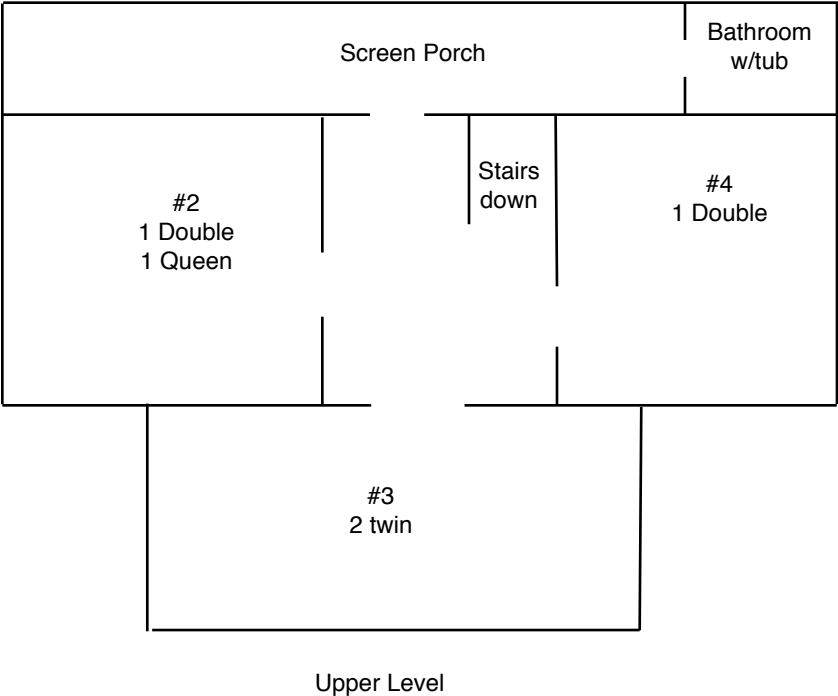 Screen Porch
Bathroom
w/tub
Stairs
down
#2
1 Double
1 Queen
#4
1 Double
#3
2 twin
Upper Level